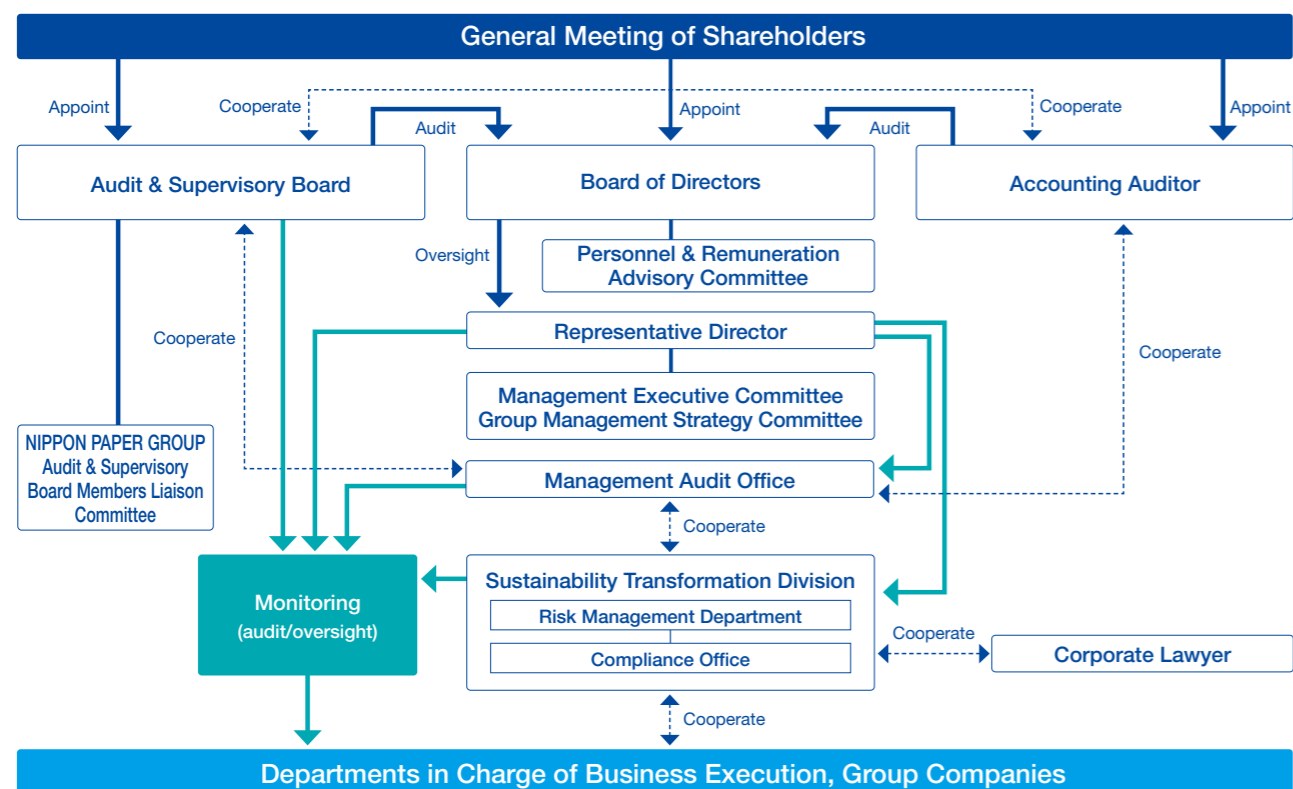 General Meeting of Shareholders
Appoint
Cooperate
Audit
Appoint
Audit
Cooperate
Appoint
Audit & Supervisory Board
Board of Directors
Accounting Auditor
Oversight
Personnel & Remuneration
Advisory Committee
Cooperate
Representative Director
Cooperate
Management Executive Committee
Group Management Strategy Committee
NIPPON PAPER GROUP
Audit & Supervisory
Board Members Liaison
Committee
Management Audit Office
Cooperate
Monitoring
(audit/oversight)
Sustainability Transformation Division
Risk Management Department
Compliance Office
Cooperate
Corporate Lawyer
Cooperate
Departments in Charge of Business Execution, Group Companies